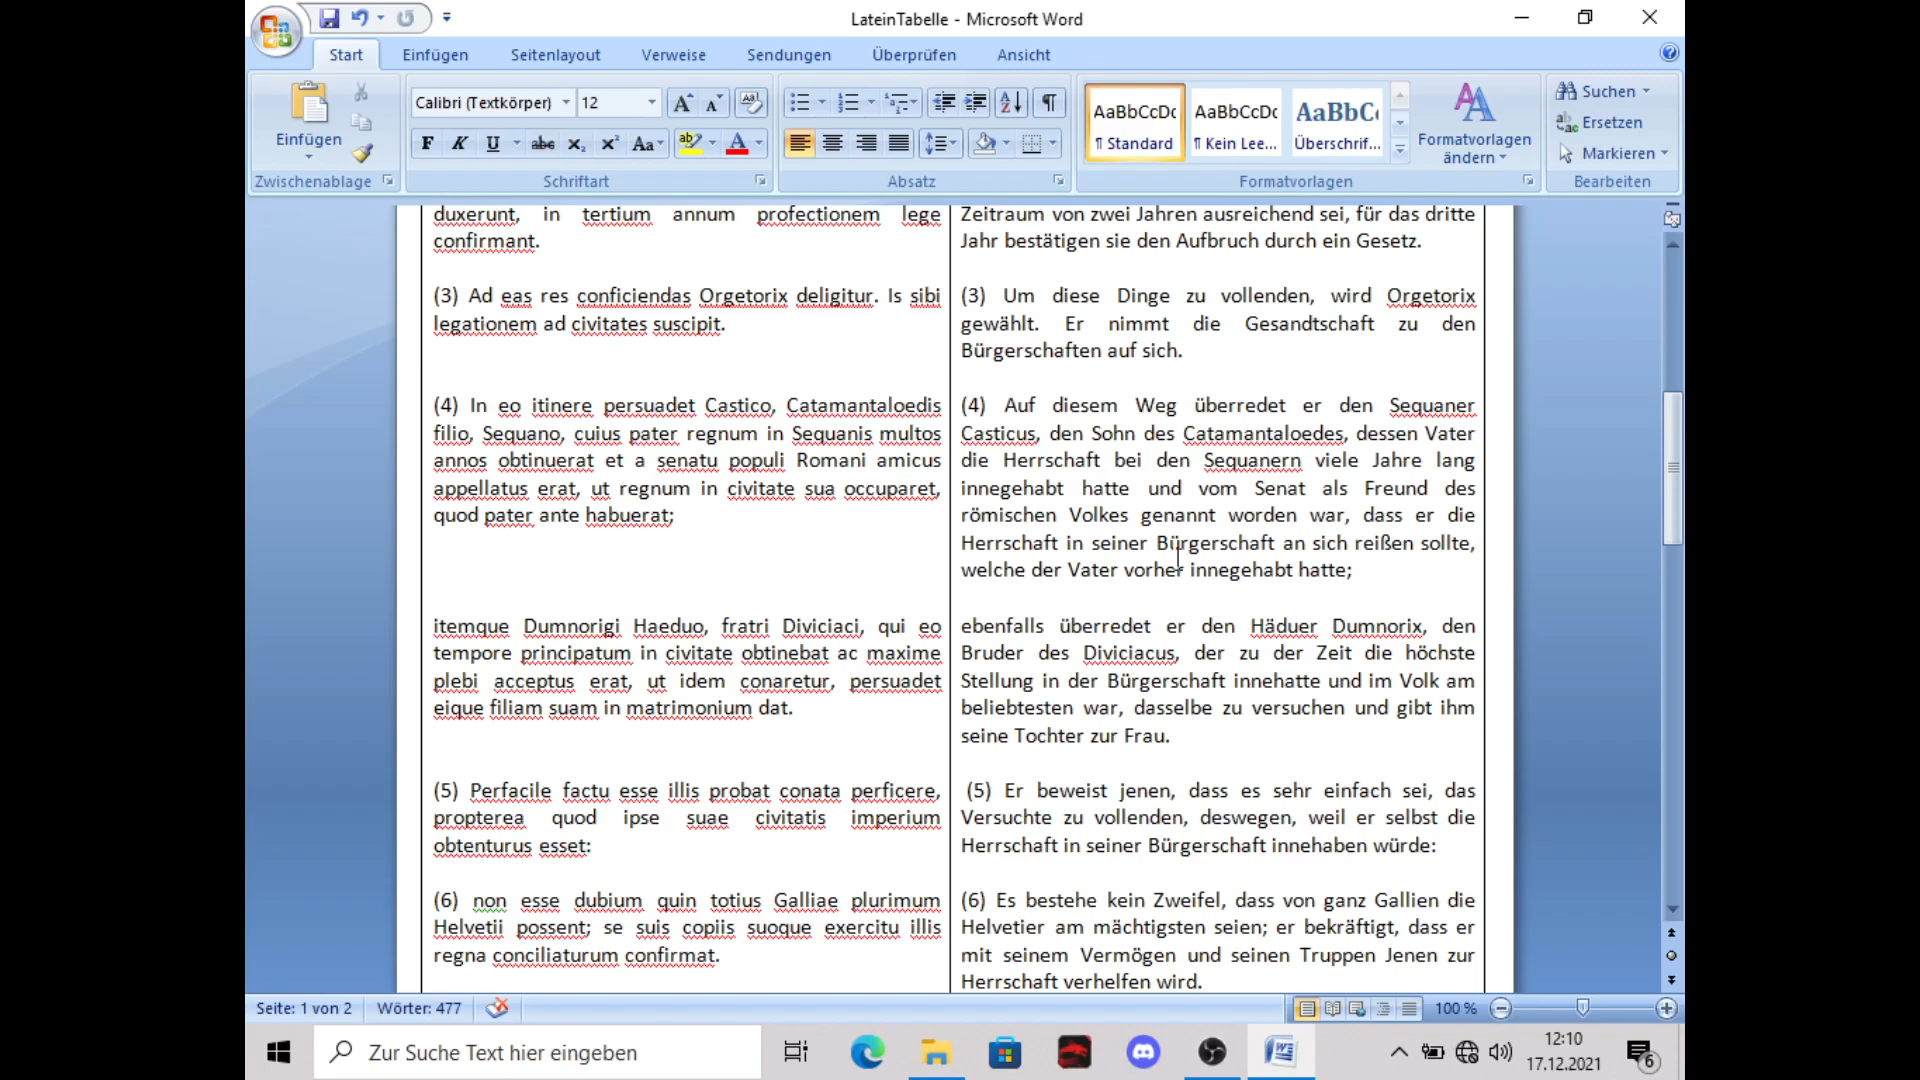 LateinTabelle - Microsoft Word
Start Einfügen Seitenlayout Verweise Sendungen Überprüfen Ansicht
Einfügen
Zwischenablage
Calibri (Textkörper) 12
F K U abc x₂ x² Aa ab A
Schriftart
Absatz
AaBbCcDc AaBbCcDc AaBbC
¶ Standard ¶ Kein Lee... Überschrif...
Formatvorlagen ändern
Formatvorlagen
Suchen
Ersetzen
Markieren
Bearbeiten
duxerunt, in tertium annum profectionem lege
confirmant.
(3) Ad eas res conficiendas Orgetorix deligitur. Is sibi
legationem ad civitates suscipit.
(4) In eo itinere persuadet Castico, Catamantaloedis
filio, Sequano, cuius pater regnum in Sequanis multos
annos obtinuerat et a senatu populi Romani amicus
appellatus erat, ut regnum in civitate sua occuparet,
quod pater ante habuerat;
itemque Dumnorigi Haeduo, fratri Diviciaci, qui eo
tempore principatum in civitate obtinebat ac maxime
plebi acceptus erat, ut idem conaretur, persuadet
eique filiam suam in matrimonium dat.
(5) Perfacile factu esse illis probat conata perficere,
propterea quod ipse suae civitatis imperium
obtenturus esset:
(6) non esse dubium quin totius Galliae plurimum
Helvetii possent; se suis copiis suoque exercitu illis
regna conciliaturum confirmat.
Zeitraum von zwei Jahren ausreichend sei, für das dritte
Jahr bestätigen sie den Aufbruch durch ein Gesetz.
(3) Um diese Dinge zu vollenden, wird Orgetorix
gewählt. Er nimmt die Gesandtschaft zu den
Bürgerschaften auf sich.
(4) Auf diesem Weg überredet er den Sequaner
Casticus, den Sohn des Catamantaloedes, dessen Vater
die Herrschaft bei den Sequanern viele Jahre lang
innegehabt hatte und vom Senat als Freund des
römischen Volkes genannt worden war, dass er die
Herrschaft in seiner Bürgerschaft an sich reißen sollte,
welche der Vater vorher innegehabt hatte;
ebenfalls überredet er den Häduer Dumnorix, den
Bruder des Diviciacus, der zu der Zeit die höchste
Stellung in der Bürgerschaft innehatte und im Volk am
beliebtesten war, dasselbe zu versuchen und gibt ihm
seine Tochter zur Frau.
(5) Er beweist jenen, dass es sehr einfach sei, das
Versuchte zu vollenden, deswegen, weil er selbst die
Herrschaft in seiner Bürgerschaft innehaben würde:
(6) Es bestehe kein Zweifel, dass von ganz Gallien die
Helvetier am mächtigsten seien; er bekräftigt, dass er
mit seinem Vermögen und seinen Truppen Jenen zur
Herrschaft verhelfen wird.
Seite: 1 von 2 Wörter: 477 100 %
Zur Suche Text hier eingeben
12:10
17.12.2021
6